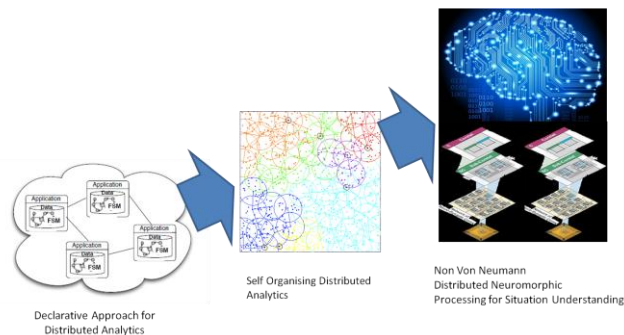 Application
Data
FSM
Application
Data
FSM
Application
Data
FSM
Application
Data
FSM
Declarative Approach for
Distributed Analytics
Self Organising Distributed
Analytics
Non Von Neumann
Distributed Neuromorphic
Processing for Situation Understanding